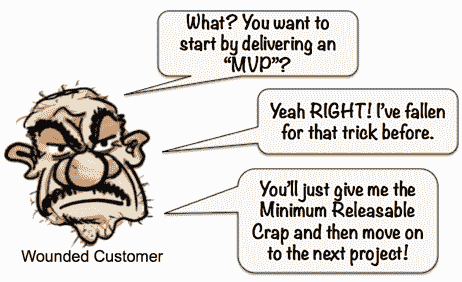 What? You want to
start by delivering an
"MVP"?
Yeah RIGHT! I've fallen
for that trick before.
You'll just give me the
Minimum Releasable
Crap and then move on
to the next project!
Wounded Customer